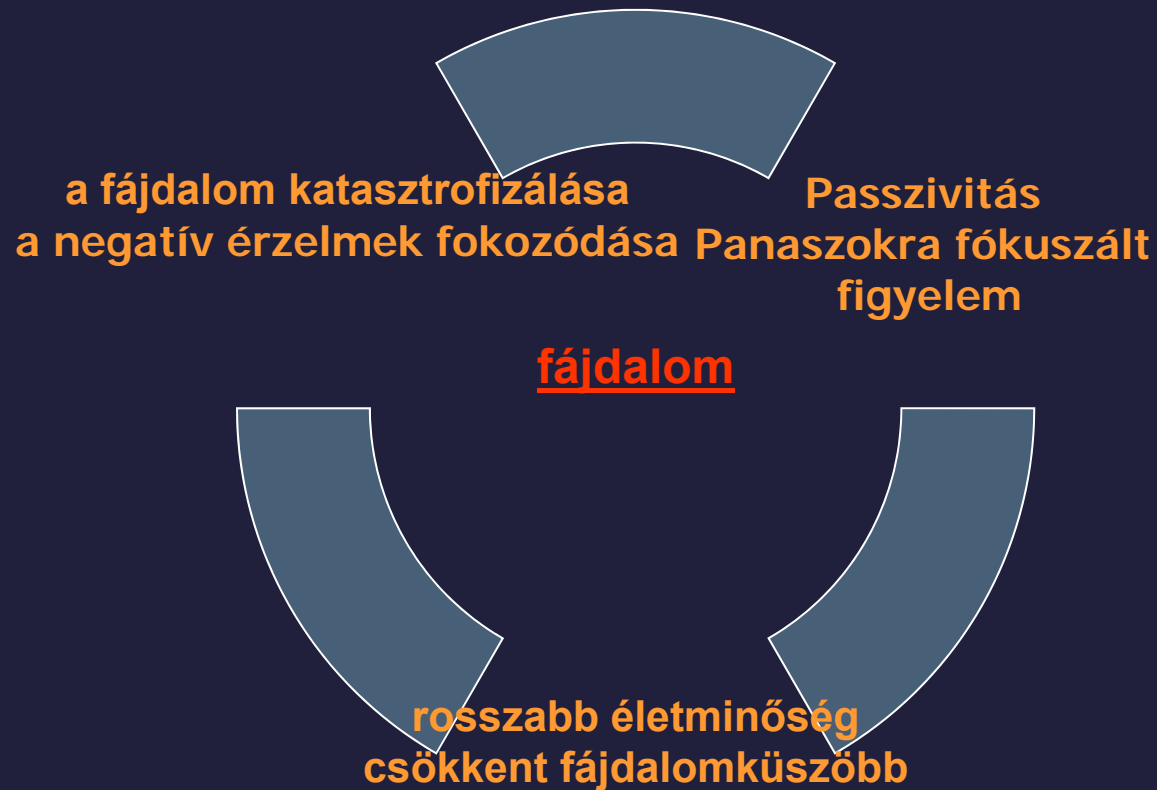 a fájdalom katasztrofizálása
a negatív érzelmek fokozódása
Passzivitás
Panaszokra fókuszált
figyelem
fájdalom
rosszabb életminőség
csökkent fájdalomküszöbb